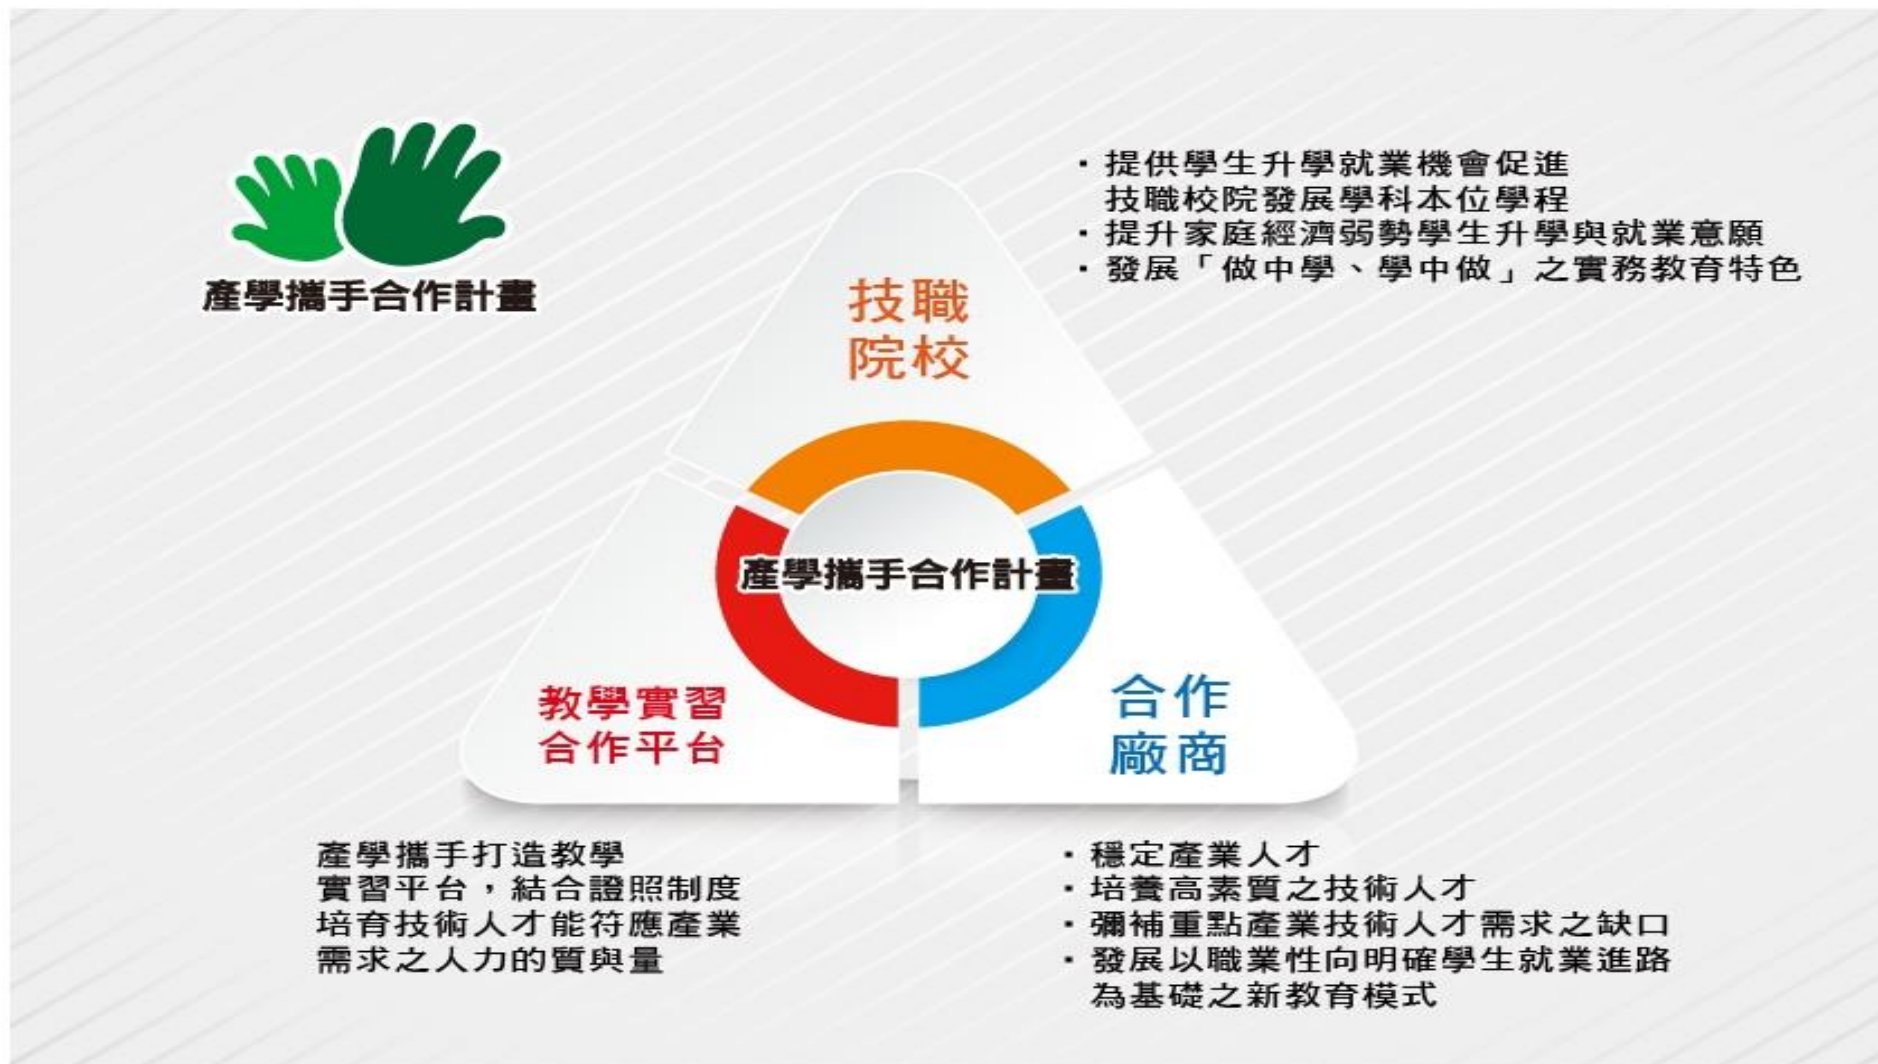 產學攜手合作計畫
・提供學生升學就業機會促進
技職校院發展學科本位學程
・提升家庭經濟弱勢學生升學與就業意願
・發展「做中學、學中做」之實務教育特色
技職
院校
產學攜手合作計畫
教學實習
合作平台
合作
廠商
產學攜手打造教學
實習平台，結合證照制度
培育技術人才能符應產業
需求之人力的質與量
・穩定產業人才
・培養高素質之技術人才
・彌補重點產業技術人才需求之缺口
・發展以職業性向明確學生就業進路
為基礎之新教育模式